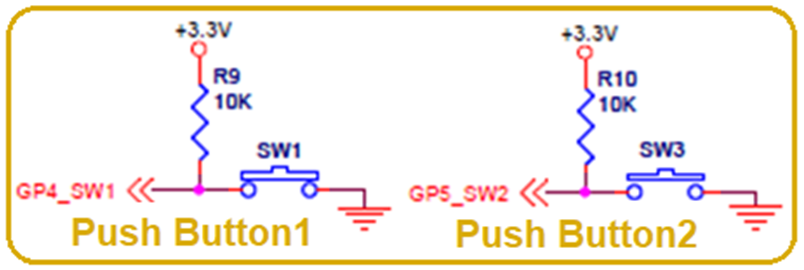 +3.3V
R9
10K
SW1
GP4_SW1
Push Button1
+3.3V
R10
10K
SW3
GP5_SW2
Push Button2